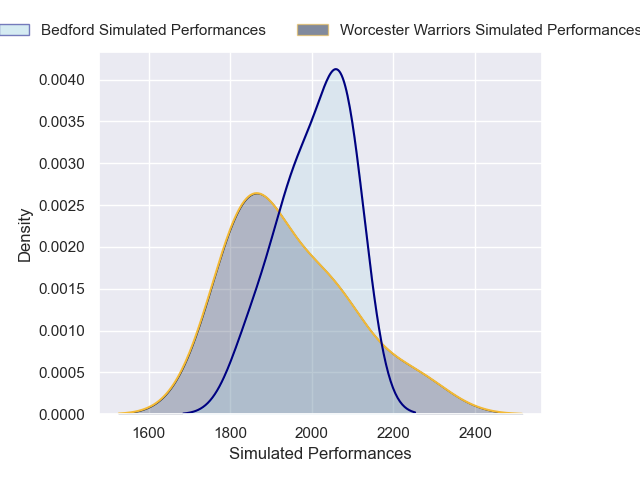 Bedford Simulated Performances
Worcester Warriors Simulated Performances
0.0040
0.0035
0.0030
0.0025
0.0020
0.0015
0.0010
0.0005
0.0000
Density
1600 1800 2000 2200 2400
Simulated Performances